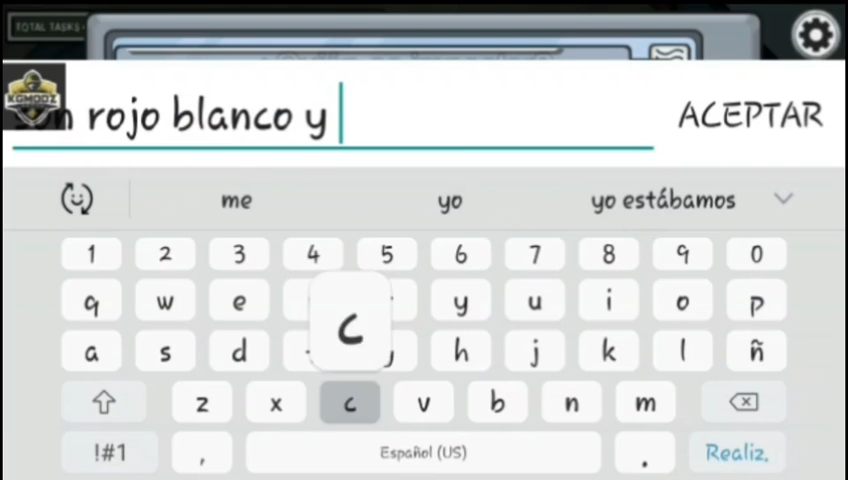 TOTAL TASKS
KOMODZ
rojo blanco y
ACEPTAR
me yo yo estábamos
1 2 3 4 5 6 7 8 9 0
q w e y u i o p
c
a s d h j k l ñ
z x c v b n m
!#1 , Español (US) . Realiz.